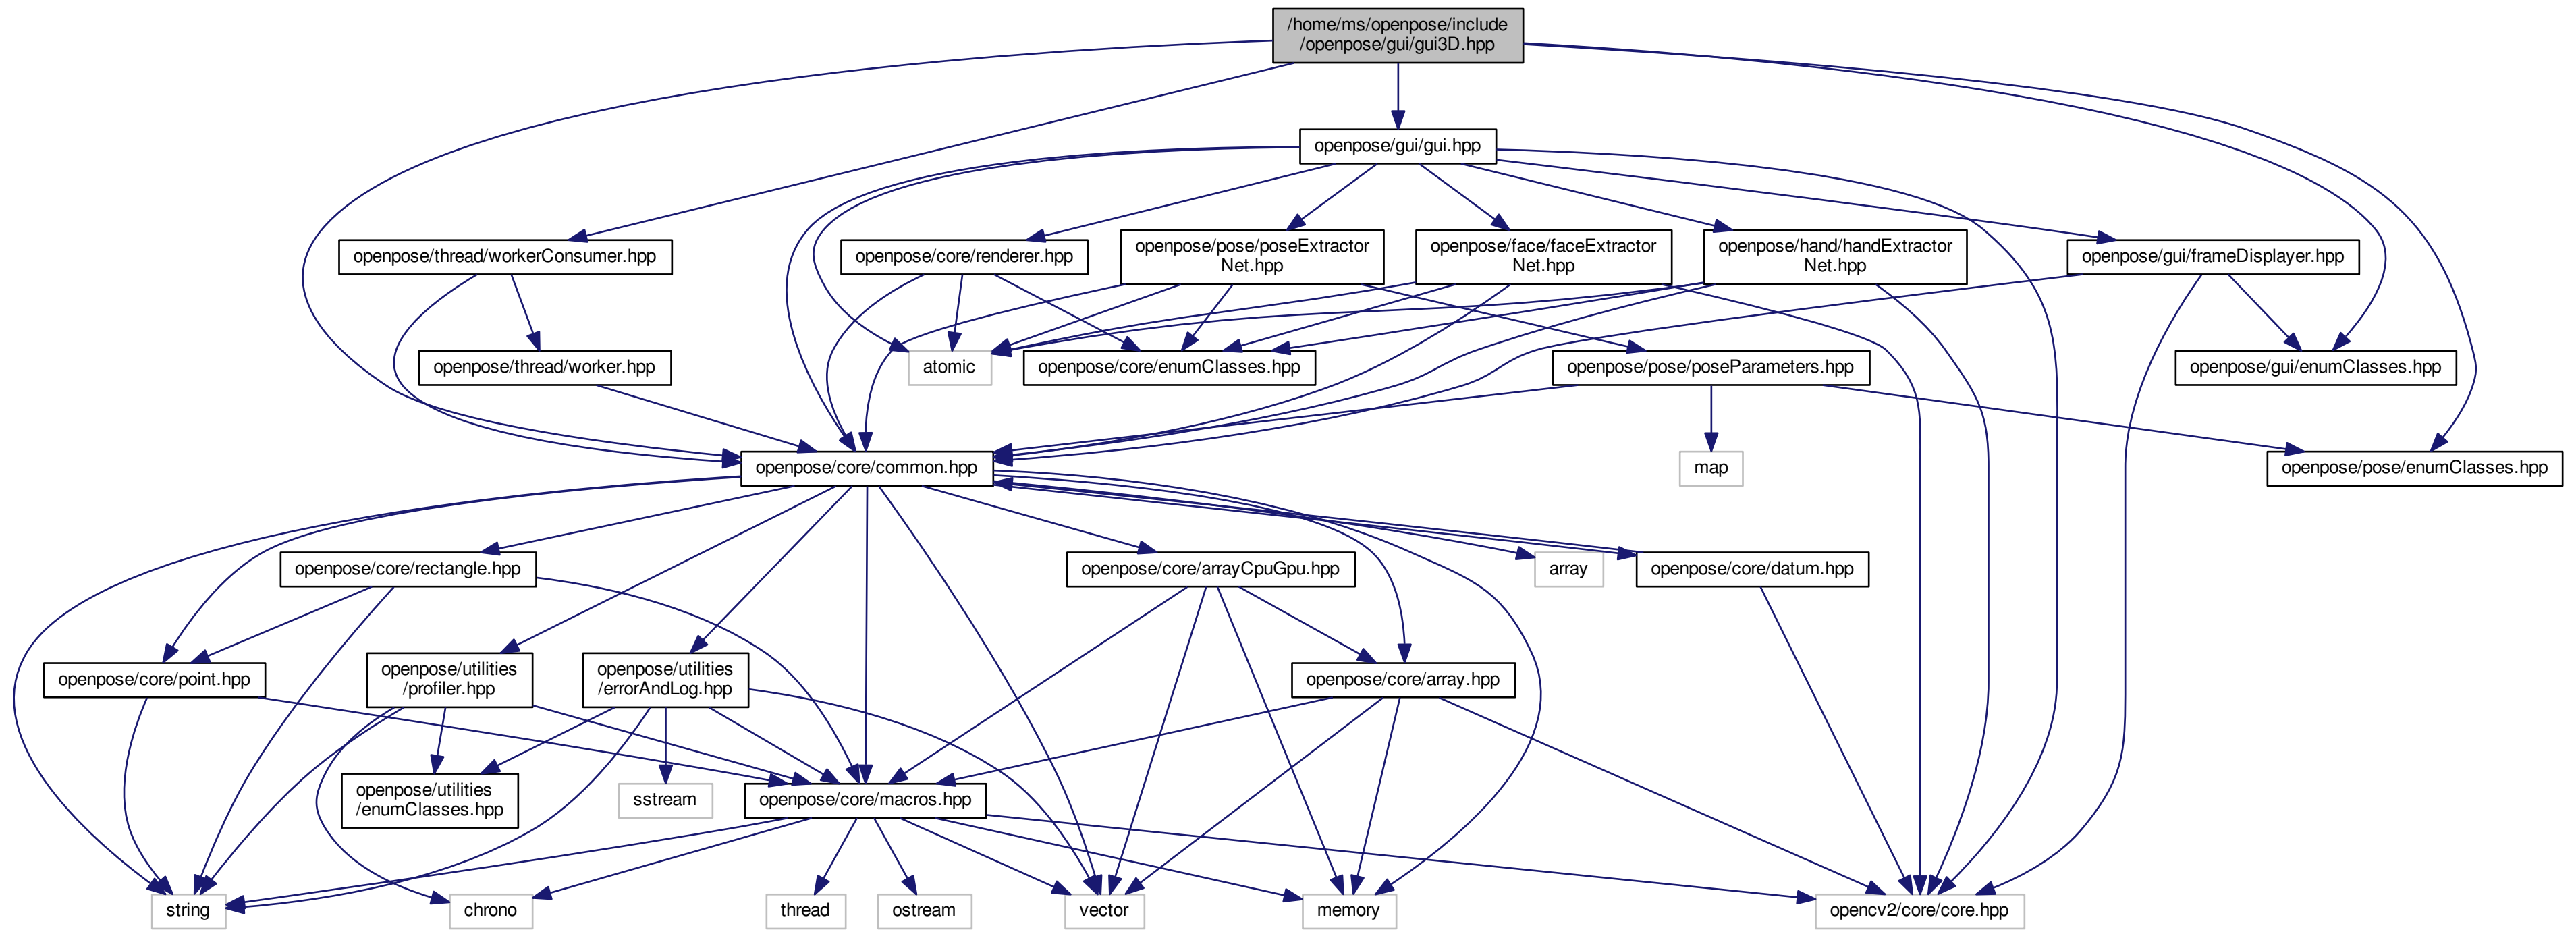 /home/ms/openpose/include
/openpose/gui/gui3D.hpp
openpose/gui/gui.hpp
openpose/thread/workerConsumer.hpp
openpose/core/renderer.hpp
openpose/pose/poseExtractor
Net.hpp
openpose/face/faceExtractor
Net.hpp
openpose/hand/handExtractor
Net.hpp
openpose/gui/frameDisplayer.hpp
openpose/thread/worker.hpp
atomic
openpose/core/enumClasses.hpp
openpose/pose/poseParameters.hpp
openpose/gui/enumClasses.hpp
openpose/core/common.hpp
map
openpose/pose/enumClasses.hpp
openpose/core/rectangle.hpp
openpose/core/arrayCpuGpu.hpp
array
openpose/core/datum.hpp
openpose/core/point.hpp
openpose/utilities
/profiler.hpp
openpose/utilities
/errorAndLog.hpp
openpose/core/array.hpp
openpose/utilities
/enumClasses.hpp
sstream
openpose/core/macros.hpp
string
chrono
thread
ostream
vector
memory
opencv2/core/core.hpp